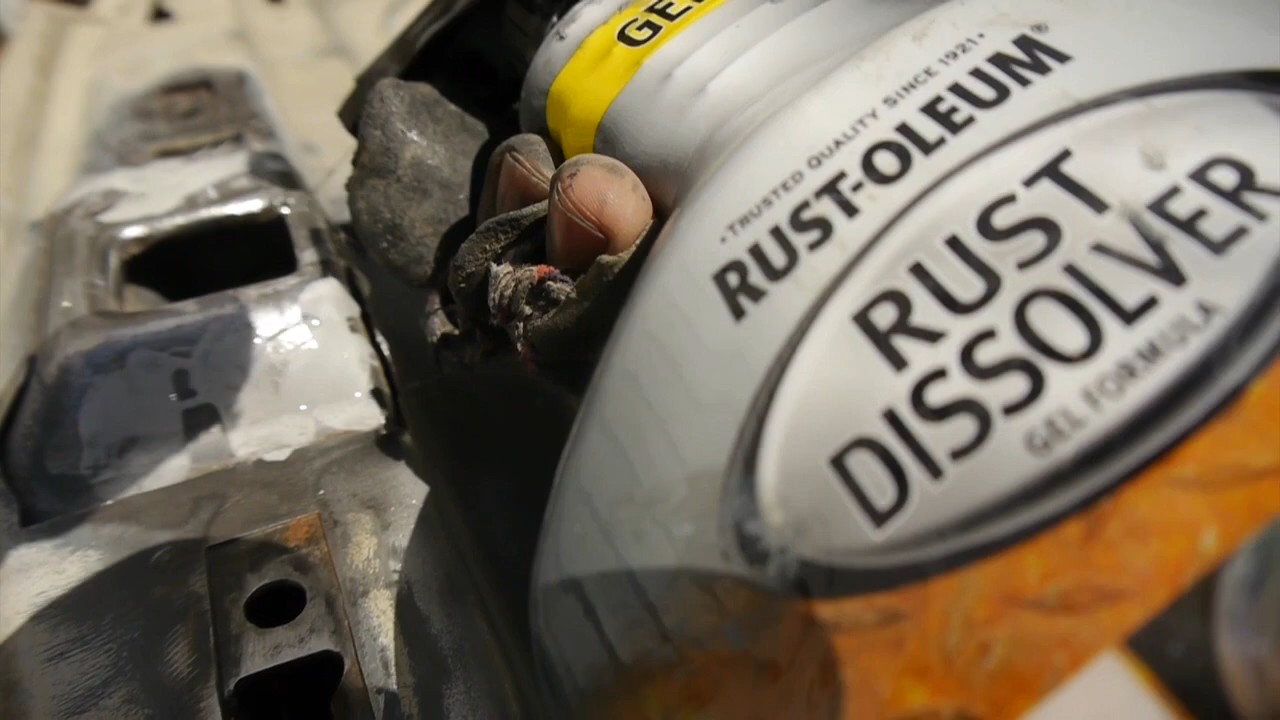 GE
•TRUSTED QUALITY SINCE 1921•
RUST-OLEUM®
RUST
DISSOLVER
GEL FORMULA